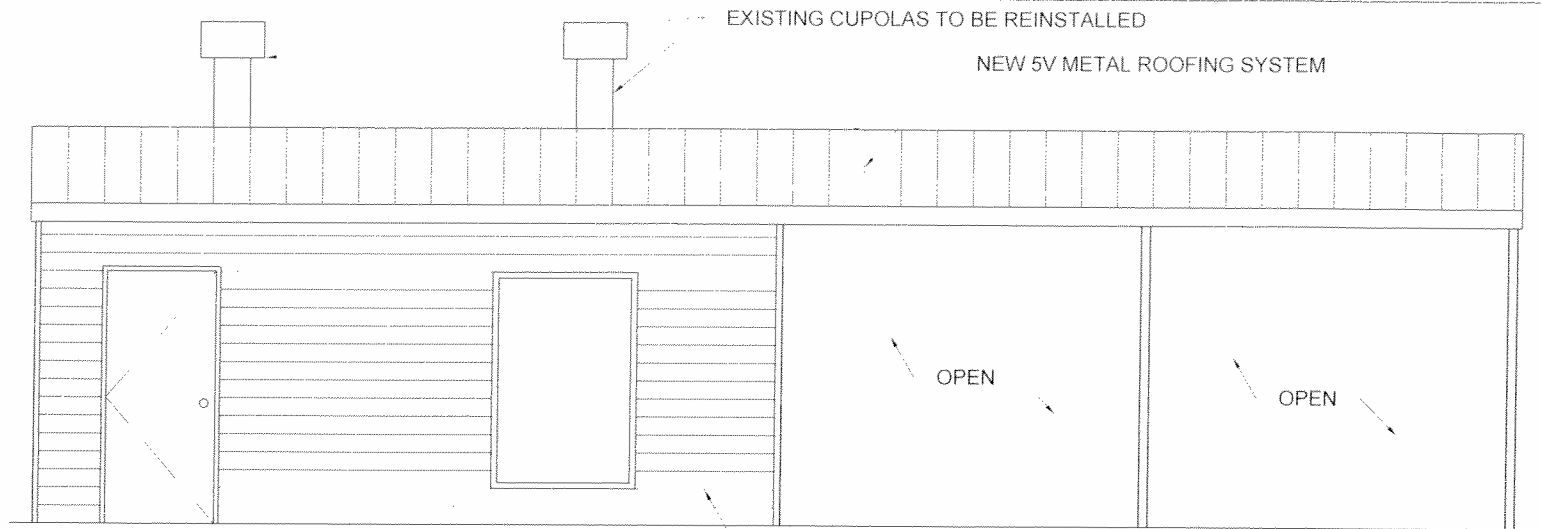 EXISTING CUPOLAS TO BE REINSTALLED
NEW 5V METAL ROOFING SYSTEM
OPEN
OPEN